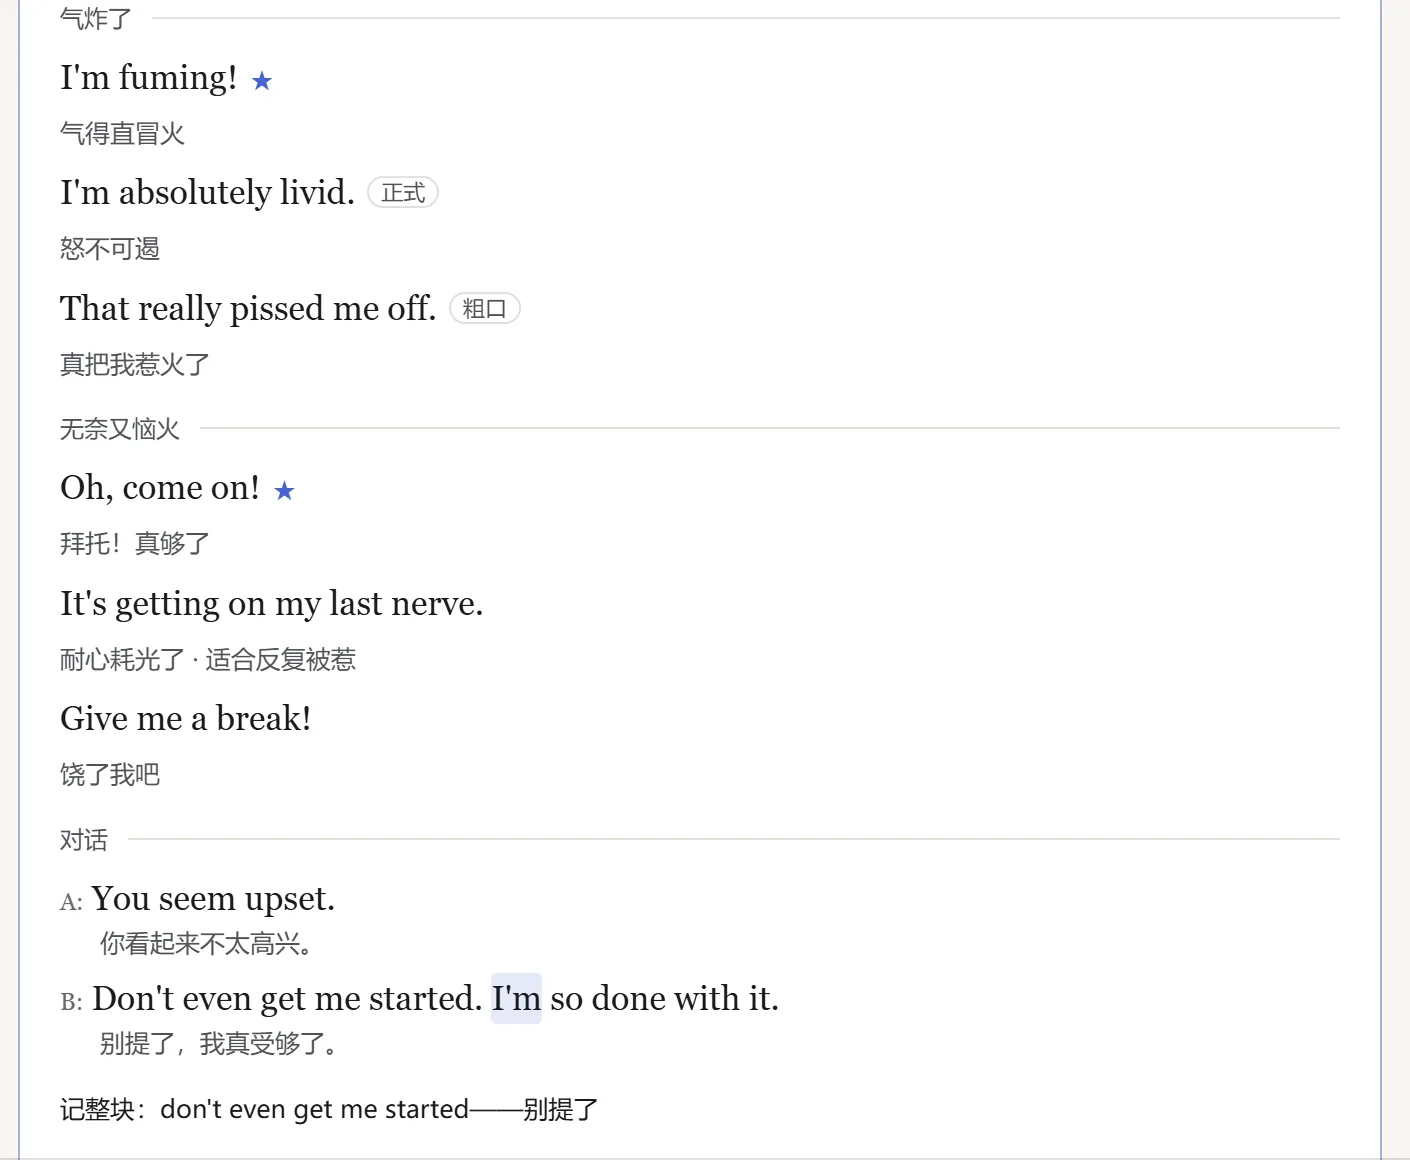 气炸了
I'm fuming! ★
气得直冒火
I'm absolutely livid. 正式
怒不可遏
That really pissed me off. 粗口
真把我惹火了
无奈又恼火
Oh, come on! ★
拜托！真够了
It's getting on my last nerve.
耐心耗光了 · 适合反复被惹
Give me a break!
饶了我吧
对话
A: You seem upset.
你看起来不太高兴。
B: Don't even get me started. I'm so done with it.
别提了，我真受够了。
记整块：don't even get me started——别提了